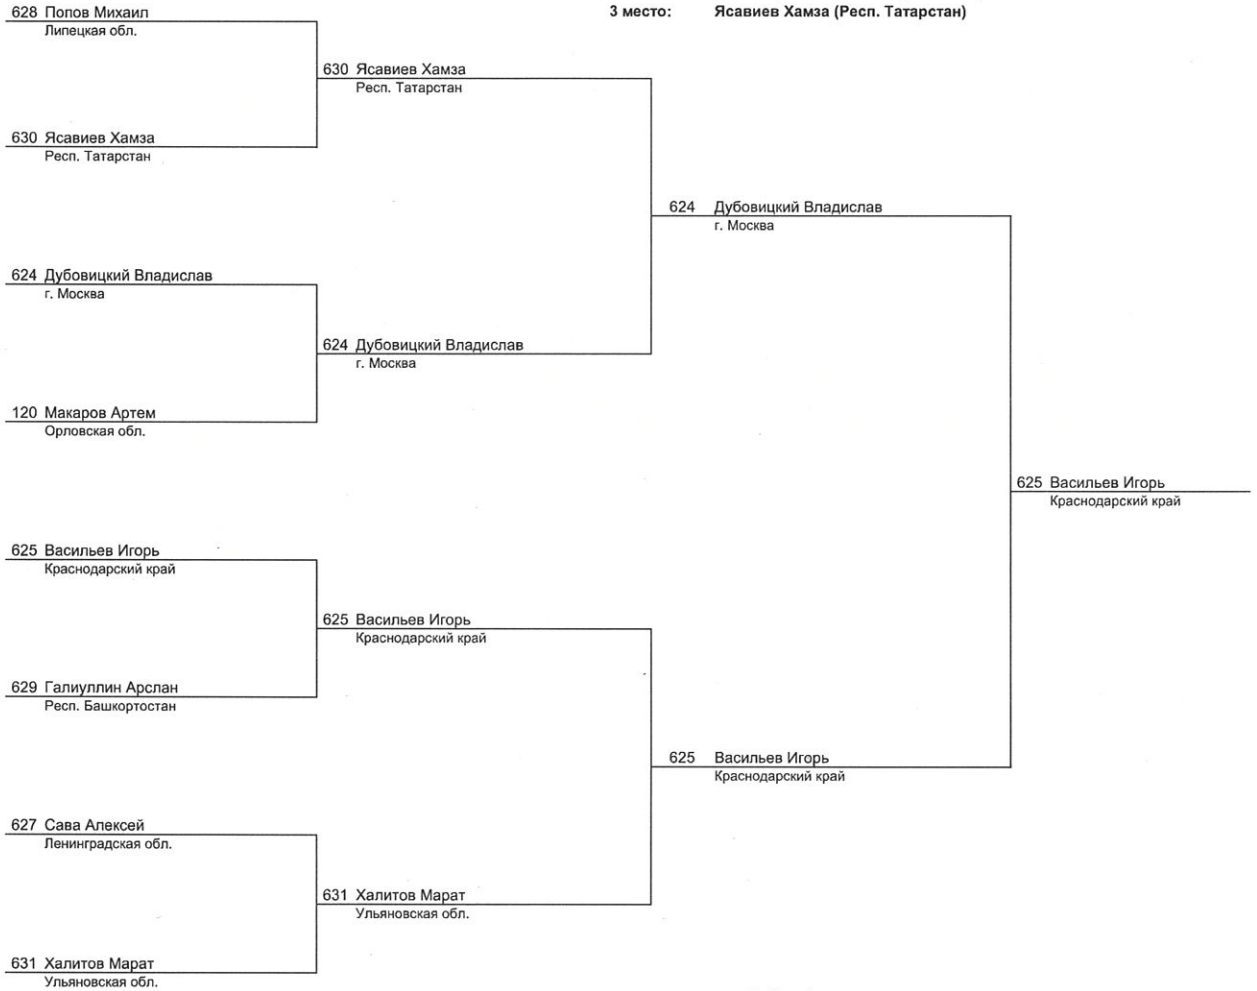 628 Попов Михаил
Липецкая обл.
3 место: Ясавиев Хамза (Респ. Татарстан)
630 Ясавиев Хамза
Респ. Татарстан
630 Ясавиев Хамза
Респ. Татарстан
624 Дубовицкий Владислав
г. Москва
624 Дубовицкий Владислав
г. Москва
624 Дубовицкий Владислав
г. Москва
120 Макаров Артем
Орловская обл.
625 Васильев Игорь
Краснодарский край
625 Васильев Игорь
Краснодарский край
625 Васильев Игорь
Краснодарский край
629 Галиуллин Арслан
Респ. Башкортостан
625 Васильев Игорь
Краснодарский край
627 Сава Алексей
Ленинградская обл.
631 Халитов Марат
Ульяновская обл.
631 Халитов Марат
Ульяновская обл.